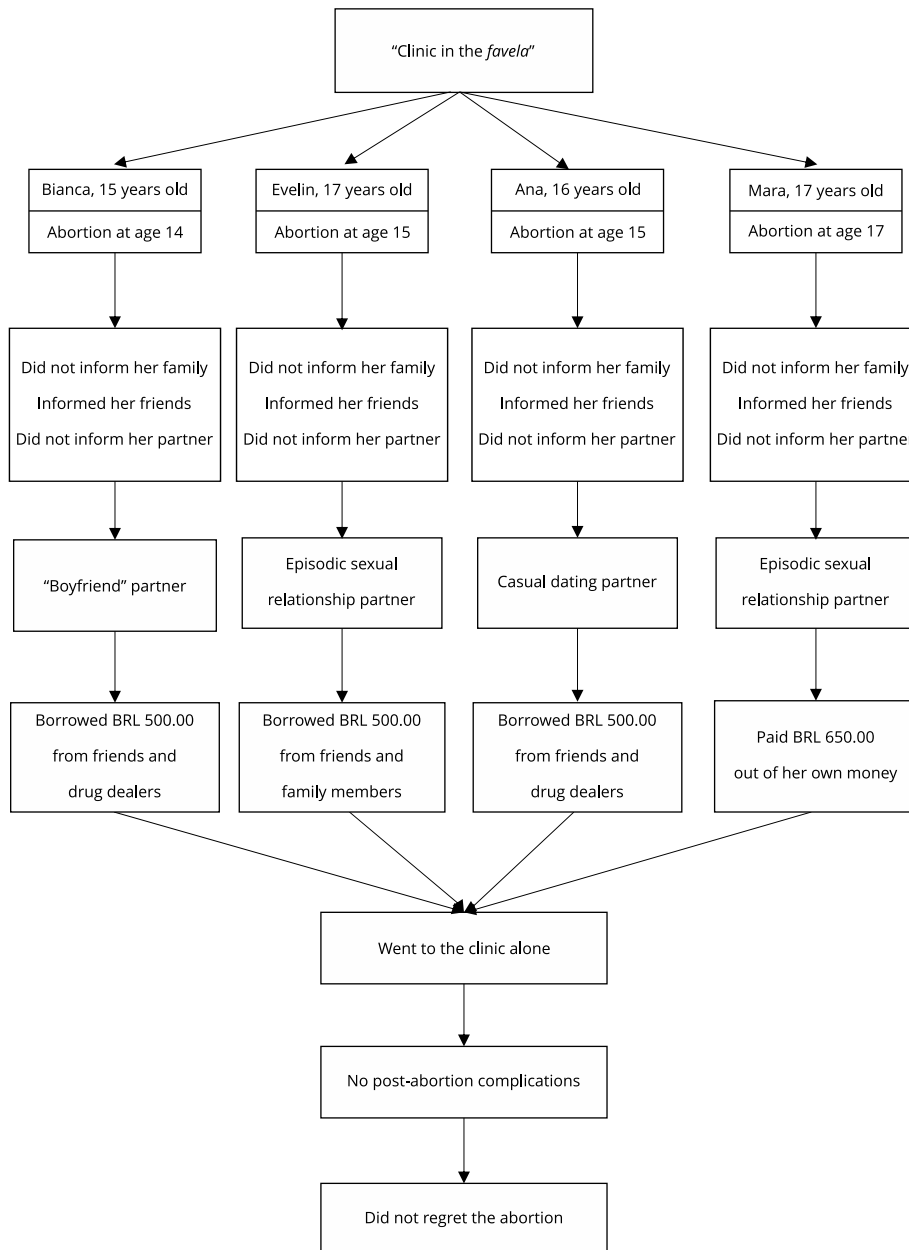 “Clinic in the favela”
Bianca, 15 years old
Abortion at age 14
Evelin, 17 years old
Abortion at age 15
Ana, 16 years old
Abortion at age 15
Mara, 17 years old
Abortion at age 17
Did not inform her family
Informed her friends
Did not inform her partner
Did not inform her family
Informed her friends
Did not inform her partner
Did not inform her family
Informed her friends
Did not inform her partner
Did not inform her family
Informed her friends
Did not inform her partner
“Boyfriend” partner
Episodic sexual
relationship partner
Casual dating partner
Episodic sexual
relationship partner
Borrowed BRL 500.00
from friends and
drug dealers
Borrowed BRL 500.00
from friends and
family members
Borrowed BRL 500.00
from friends and
drug dealers
Paid BRL 650.00
out of her own money
Went to the clinic alone
No post-abortion complications
Did not regret the abortion